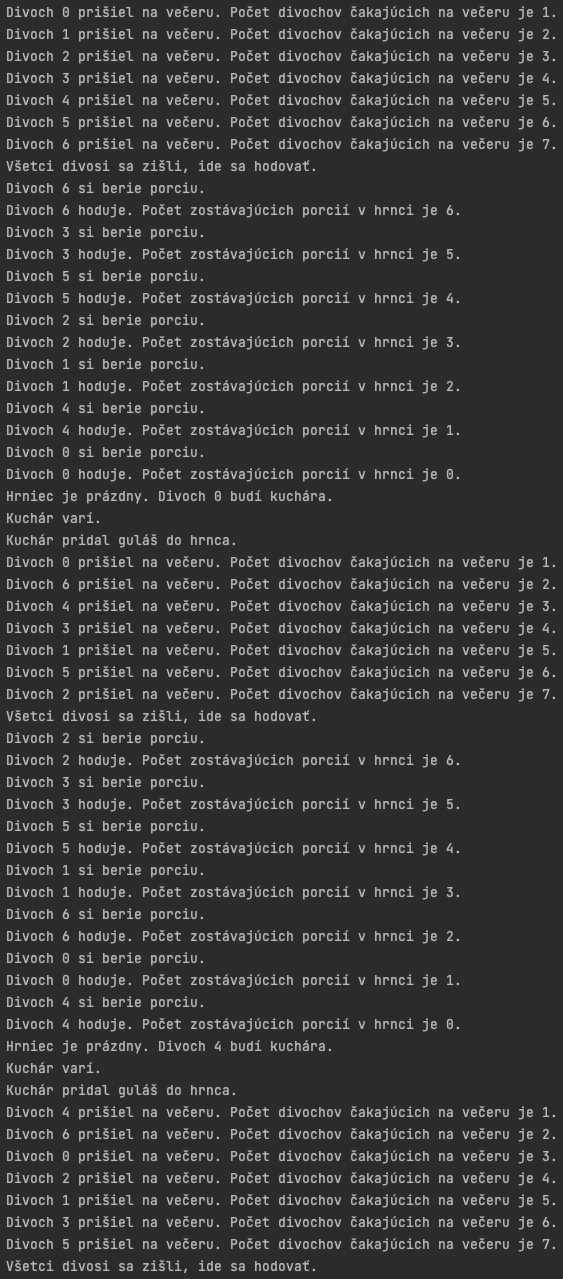 Divoch 0 prišiel na večeru. Počet divochov čakajúcich na večeru je 1.
Divoch 1 prišiel na večeru. Počet divochov čakajúcich na večeru je 2.
Divoch 2 prišiel na večeru. Počet divochov čakajúcich na večeru je 3.
Divoch 3 prišiel na večeru. Počet divochov čakajúcich na večeru je 4.
Divoch 4 prišiel na večeru. Počet divochov čakajúcich na večeru je 5.
Divoch 5 prišiel na večeru. Počet divochov čakajúcich na večeru je 6.
Divoch 6 prišiel na večeru. Počet divochov čakajúcich na večeru je 7.
Všetci divosi sa zišli, ide sa hodovať.
Divoch 6 si berie porciu.
Divoch 6 hoduje. Počet zostávajúcich porcií v hrnci je 6.
Divoch 3 si berie porciu.
Divoch 3 hoduje. Počet zostávajúcich porcií v hrnci je 5.
Divoch 5 si berie porciu.
Divoch 5 hoduje. Počet zostávajúcich porcií v hrnci je 4.
Divoch 2 si berie porciu.
Divoch 2 hoduje. Počet zostávajúcich porcií v hrnci je 3.
Divoch 1 si berie porciu.
Divoch 1 hoduje. Počet zostávajúcich porcií v hrnci je 2.
Divoch 4 si berie porciu.
Divoch 4 hoduje. Počet zostávajúcich porcií v hrnci je 1.
Divoch 0 si berie porciu.
Divoch 0 hoduje. Počet zostávajúcich porcií v hrnci je 0.
Hrniec je prázdny. Divoch 0 budí kuchára.
Kuchár varí.
Kuchár pridal guláš do hrnca.
Divoch 0 prišiel na večeru. Počet divochov čakajúcich na večeru je 1.
Divoch 6 prišiel na večeru. Počet divochov čakajúcich na večeru je 2.
Divoch 4 prišiel na večeru. Počet divochov čakajúcich na večeru je 3.
Divoch 3 prišiel na večeru. Počet divochov čakajúcich na večeru je 4.
Divoch 1 prišiel na večeru. Počet divochov čakajúcich na večeru je 5.
Divoch 5 prišiel na večeru. Počet divochov čakajúcich na večeru je 6.
Divoch 2 prišiel na večeru. Počet divochov čakajúcich na večeru je 7.
Všetci divosi sa zišli, ide sa hodovať.
Divoch 2 si berie porciu.
Divoch 2 hoduje. Počet zostávajúcich porcií v hrnci je 6.
Divoch 3 si berie porciu.
Divoch 3 hoduje. Počet zostávajúcich porcií v hrnci je 5.
Divoch 5 si berie porciu.
Divoch 5 hoduje. Počet zostávajúcich porcií v hrnci je 4.
Divoch 1 si berie porciu.
Divoch 1 hoduje. Počet zostávajúcich porcií v hrnci je 3.
Divoch 6 si berie porciu.
Divoch 6 hoduje. Počet zostávajúcich porcií v hrnci je 2.
Divoch 0 si berie porciu.
Divoch 0 hoduje. Počet zostávajúcich porcií v hrnci je 1.
Divoch 4 si berie porciu.
Divoch 4 hoduje. Počet zostávajúcich porcií v hrnci je 0.
Hrniec je prázdny. Divoch 4 budí kuchára.
Kuchár varí.
Kuchár pridal guláš do hrnca.
Divoch 4 prišiel na večeru. Počet divochov čakajúcich na večeru je 1.
Divoch 6 prišiel na večeru. Počet divochov čakajúcich na večeru je 2.
Divoch 0 prišiel na večeru. Počet divochov čakajúcich na večeru je 3.
Divoch 2 prišiel na večeru. Počet divochov čakajúcich na večeru je 4.
Divoch 1 prišiel na večeru. Počet divochov čakajúcich na večeru je 5.
Divoch 3 prišiel na večeru. Počet divochov čakajúcich na večeru je 6.
Divoch 5 prišiel na večeru. Počet divochov čakajúcich na večeru je 7.
Všetci divosi sa zišli, ide sa hodovať.